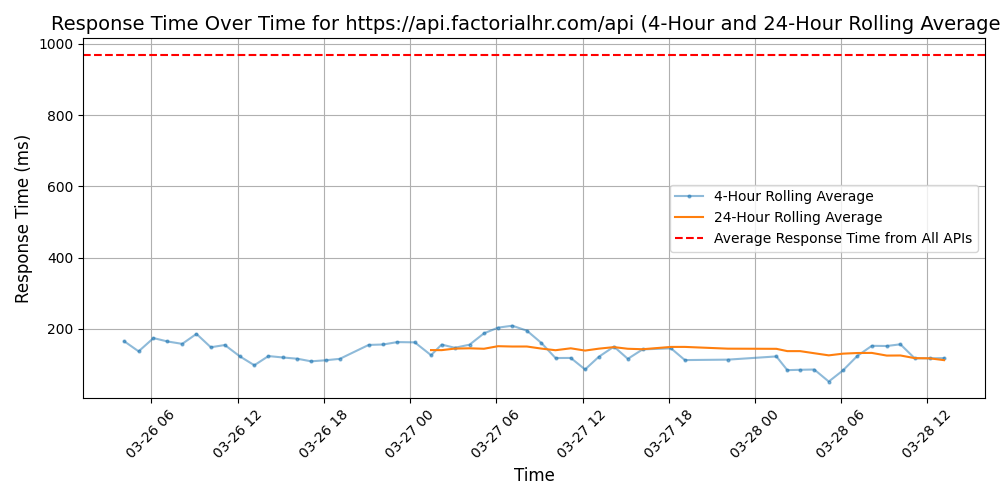 Response Time Over Time for https://api.factorialhr.com/api (4-Hour and 24-Hour Rolling Average
1000
800
600
400
200
Response Time (ms)
4-Hour Rolling Average
24-Hour Rolling Average
Average Response Time from All APIs
03-26 06
03-26 12
03-26 18
03-27 00
03-27 06
03-27 12
03-27 18
03-28 00
03-28 06
03-28 12
Time